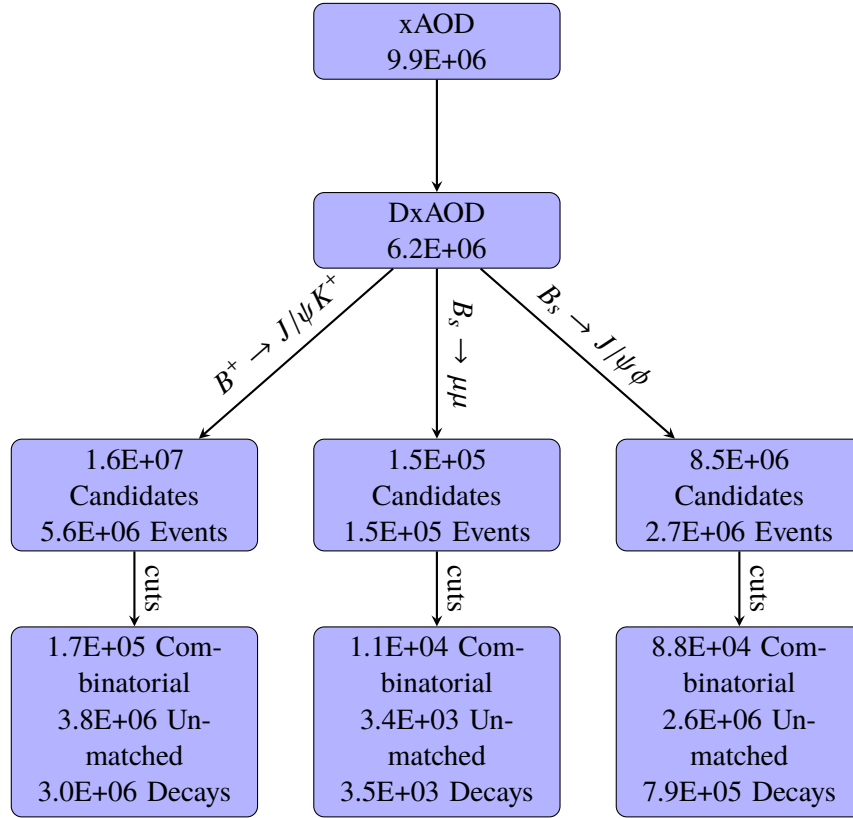 xAOD
9.9E+06
DxAOD
6.2E+06
B⁺ → J/ψK⁺
B_s → μμ
B_s → J/ψϕ
1.6E+07
Candidates
5.6E+06 Events
1.5E+05
Candidates
1.5E+05 Events
8.5E+06
Candidates
2.7E+06 Events
cuts
cuts
cuts
1.7E+05 Com-
binatorial
3.8E+06 Un-
matched
3.0E+06 Decays
1.1E+04 Com-
binatorial
3.4E+03 Un-
matched
3.5E+03 Decays
8.8E+04 Com-
binatorial
2.6E+06 Un-
matched
7.9E+05 Decays